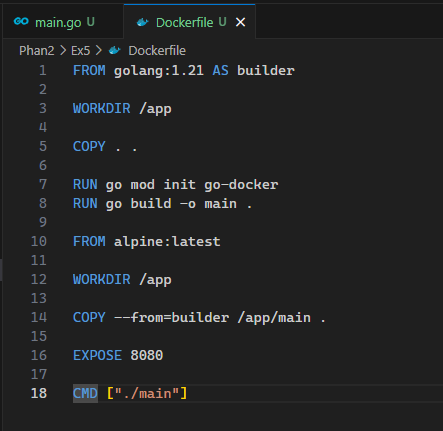 GO main.go U Dockerfile U ×
Phan2 > Ex5 > Dockerfile
1 FROM golang:1.21 AS builder
2
3 WORKDIR /app
4
5 COPY . .
6
7 RUN go mod init go-docker
8 RUN go build -o main .
9
10 FROM alpine:latest
11
12 WORKDIR /app
13
14 COPY --from=builder /app/main .
15
16 EXPOSE 8080
17
18 CMD ["./main"]